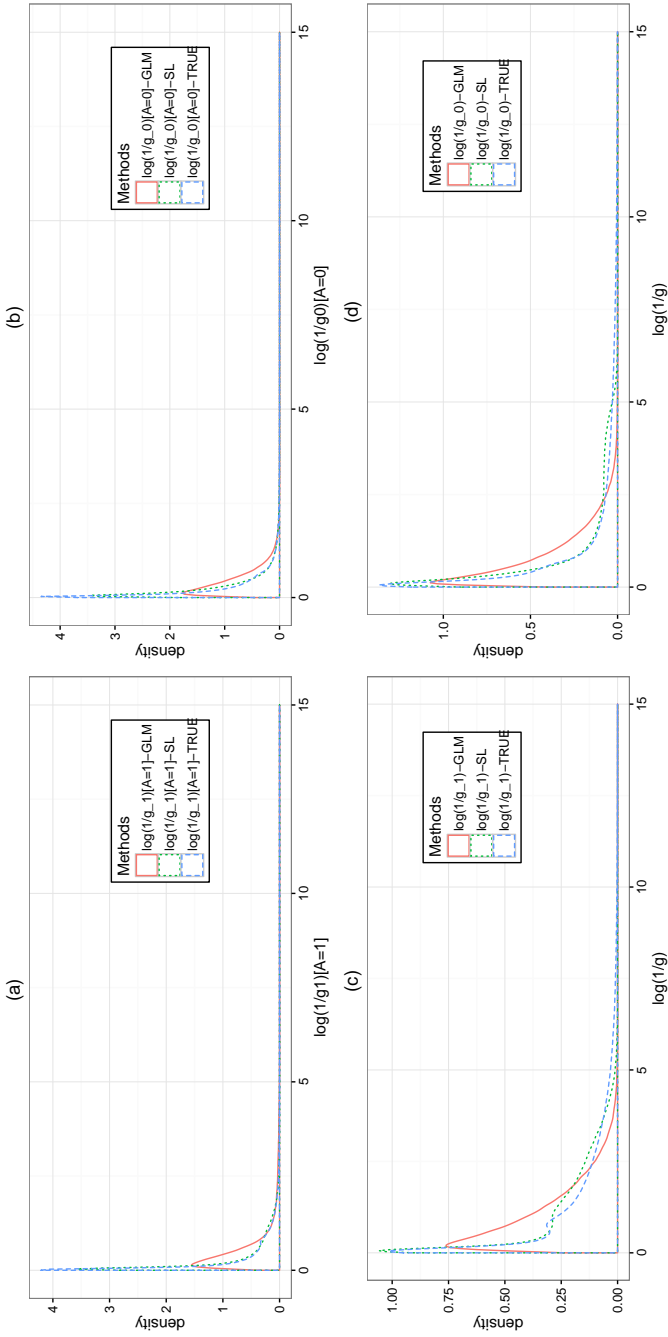 (a)
density
4
3
2
1
0
0
5
10
15
log(1/g1)[A=1]
Methods
log(1/g_1)[A=1]−GLM
log(1/g_1)[A=1]−SL
log(1/g_1)[A=1]−TRUE
(b)
density
4
3
2
1
0
0
5
10
15
log(1/g0)[A=0]
Methods
log(1/g_0)[A=0]−GLM
log(1/g_0)[A=0]−SL
log(1/g_0)[A=0]−TRUE
(c)
density
1.00
0.75
0.50
0.25
0.00
0
5
10
15
log(1/g)
Methods
log(1/g_1)−GLM
log(1/g_1)−SL
log(1/g_1)−TRUE
(d)
density
1.0
0.5
0.0
0
5
10
15
log(1/g)
Methods
log(1/g_0)−GLM
log(1/g_0)−SL
log(1/g_0)−TRUE